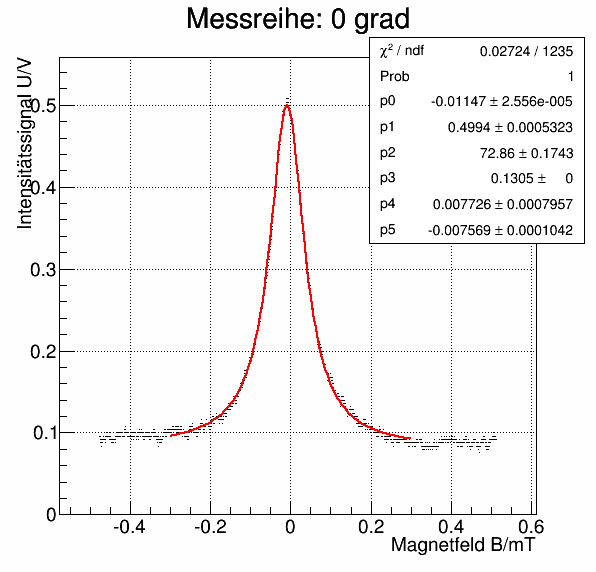 Messreihe: 0 grad
χ² / ndf 0.02724 / 1235
Prob 1
p0 -0.01147 ± 2.556e-005
p1 0.4994 ± 0.0005323
p2 72.86 ± 0.1743
p3 0.1305 ± 0
p4 0.007726 ± 0.0007957
p5 -0.007569 ± 0.0001042
Intensitätssignal U/V
0.5
0.4
0.3
0.2
0.1
0
-0.4 -0.2 0 0.2 0.4 0.6
Magnetfeld B/mT